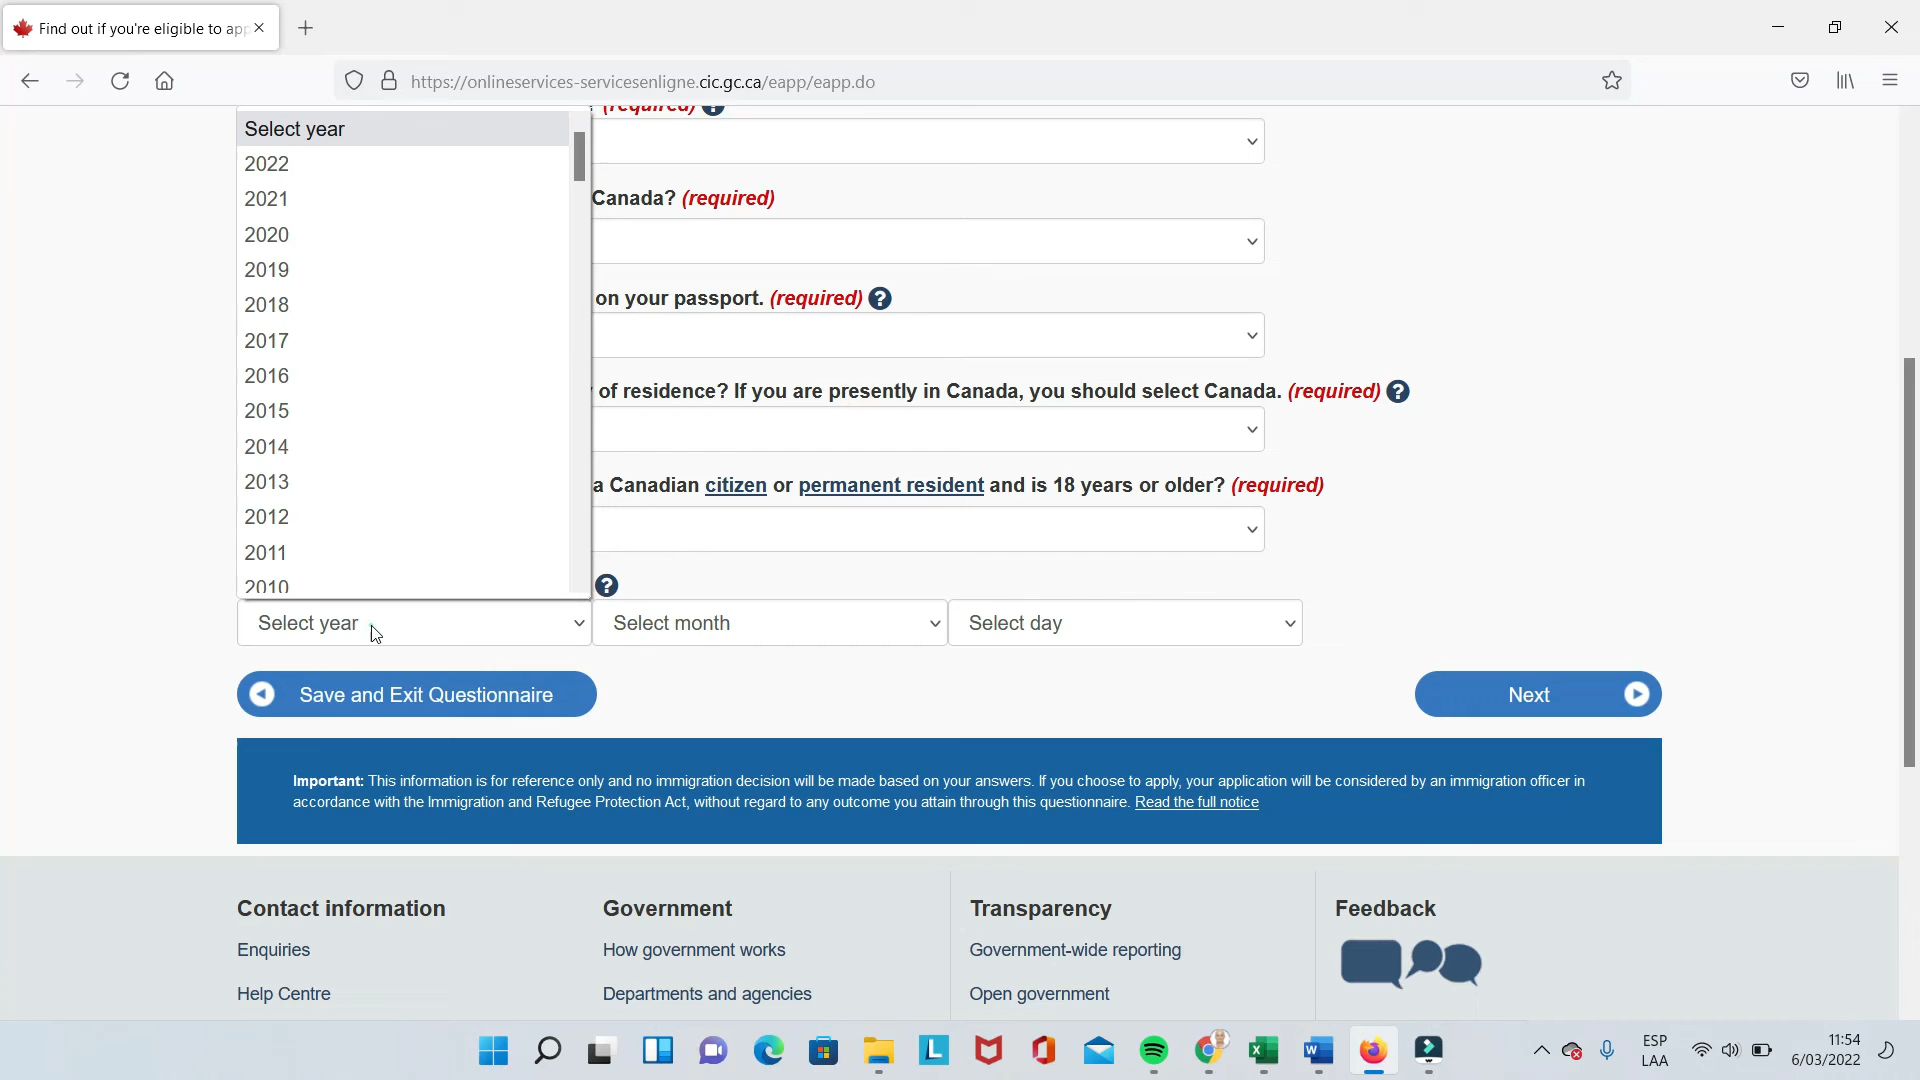 Find out if you're eligible to app
https://onlineservices-servicesenligne.cic.gc.ca/eapp/eapp.do
(required) ?
Select year
2022
2021
Canada? (required)
2020
2019
2018
on your passport. (required) ?
2017
2016
of residence? If you are presently in Canada, you should select Canada. (required) ?
2015
2014
2013
a Canadian citizen or permanent resident and is 18 years or older? (required)
2012
2011
2010
?
Select year Select month Select day
Save and Exit Questionnaire Next
Important: This information is for reference only and no immigration decision will be made based on your answers. If you choose to apply, your application will be considered by an immigration officer in
accordance with the Immigration and Refugee Protection Act, without regard to any outcome you attain through this questionnaire. Read the full notice
Contact information Government Transparency Feedback
Enquiries How government works Government-wide reporting
Help Centre Departments and agencies Open government
ESP
LAA
11:54
6/03/2022